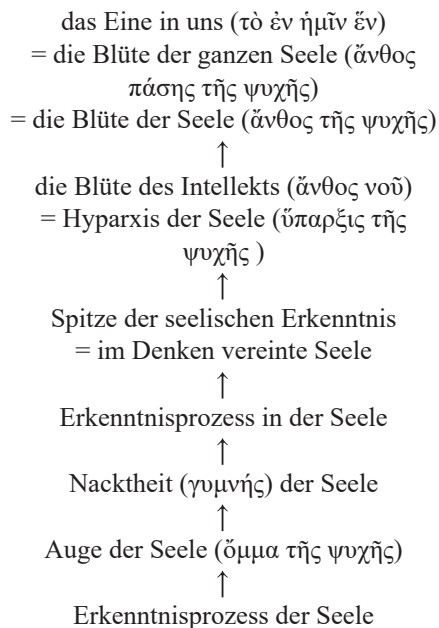 das Eine in uns (τὸ ἐν ἡμῖν ἕν)
= die Blüte der ganzen Seele (ἄνθος
πάσης τῆς ψυχῆς)
= die Blüte der Seele (ἄνθος τῆς ψυχῆς)
↑
die Blüte des Intellekts (ἄνθος νοῦ)
= Hyparxis der Seele (ὕπαρξις τῆς
ψυχῆς )
↑
Spitze der seelischen Erkenntnis
= im Denken vereinte Seele
↑
Erkenntnisprozess in der Seele
↑
Nacktheit (γυμνής) der Seele
↑
Auge der Seele (ὄμμα τῆς ψυχῆς)
↑
Erkenntnisprozess der Seele